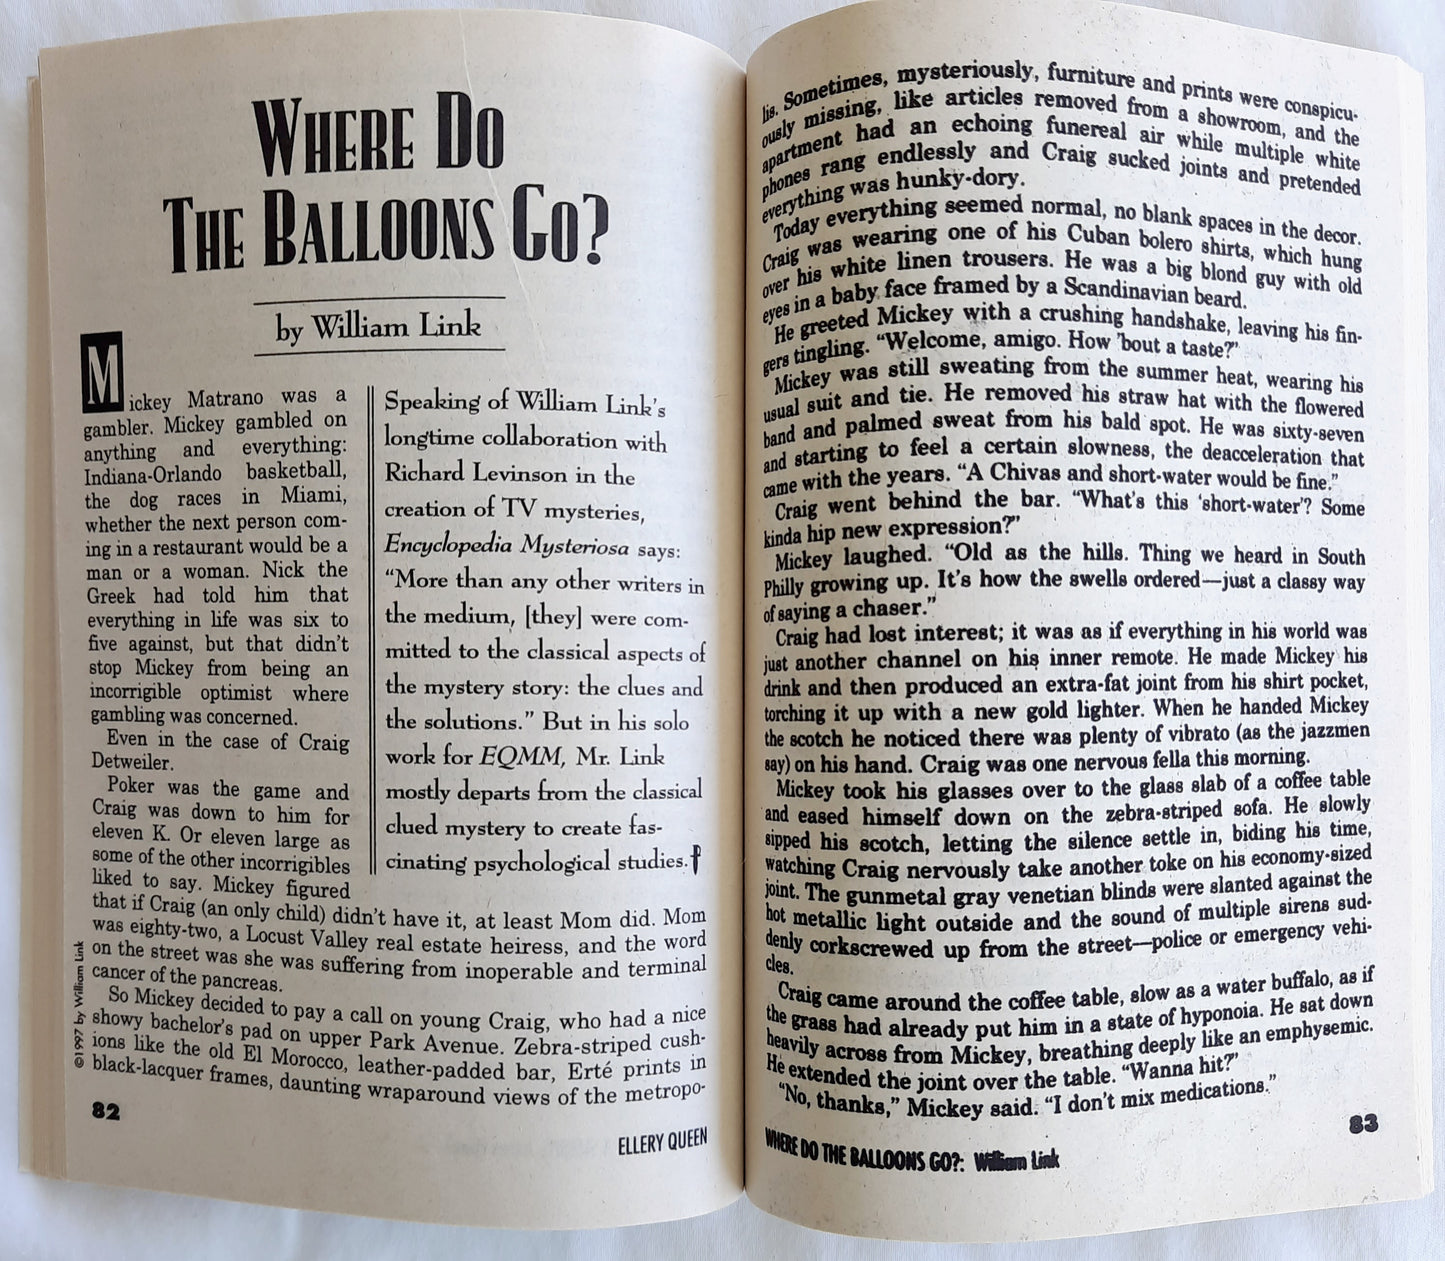 WHERE DO
THE BALLOONS GO?
by William Link
Mickey Matrano was a
gambler. Mickey gambled on
anything and everything:
Indiana-Orlando basketball,
the dog races in Miami,
whether the next person com-
ing in a restaurant would be a
man or a woman. Nick the
Greek had told him that
everything in life was six to
five against, but that didn't
stop Mickey from being an
incorrigible optimist where
gambling was concerned.
Even in the case of Craig
Detweiler.
Poker was the game and
Craig was down to him for
eleven K. Or eleven large as
some of the other incorrigibles
liked to say. Mickey figured
that if Craig (an only child) didn't have it, at least Mom did. Mom
was eighty-two, a Locust Valley real estate heiress, and the word
on the street was she was suffering from inoperable and terminal
cancer of the pancreas.
So Mickey decided to pay a call on young Craig, who had a nice
showy bachelor's pad on upper Park Avenue. Zebra-striped cush-
ions like the old El Morocco, leather-padded bar, Erté prints in
black-lacquer frames, daunting wraparound views of the metropo-
Speaking of William Link's
longtime collaboration with
Richard Levinson in the
creation of TV mysteries,
Encyclopedia Mysteriosa says:
"More than any other writers in
the medium, [they] were com-
mitted to the classical aspects of
the mystery story: the clues and
the solutions." But in his solo
work for EQMM, Mr. Link
mostly departs from the classical
clued mystery to create fas-
cinating psychological studies.
©1997 by William Link
82
ELLERY QUEEN
lis. Sometimes, mysteriously, furniture and prints were conspicu-
ously missing, like articles removed from a showroom, and the
apartment had an echoing funereal air while multiple white
phones rang endlessly and Craig sucked joints and pretended
everything was hunky-dory.
Today everything seemed normal, no blank spaces in the decor.
Craig was wearing one of his Cuban bolero shirts, which hung
over his white linen trousers. He was a big blond guy with old
eyes in a baby face framed by a Scandinavian beard.
He greeted Mickey with a crushing handshake, leaving his fin-
gers tingling. "Welcome, amigo. How 'bout a taste?"
Mickey was still sweating from the summer heat, wearing his
usual suit and tie. He removed his straw hat with the flowered
band and palmed sweat from his bald spot. He was sixty-seven
and starting to feel a certain slowness, the deacceleration that
came with the years. "A Chivas and short-water would be fine."
Craig went behind the bar. "What's this 'short-water'? Some
kinda hip new expression?"
Mickey laughed. "Old as the hills. Thing we heard in South
Philly growing up. It's how the swells ordered—just a classy way
of saying a chaser."
Craig had lost interest; it was as if everything in his world was
just another channel on his inner remote. He made Mickey his
drink and then produced an extra-fat joint from his shirt pocket,
torching it up with a new gold lighter. When he handed Mickey
the scotch he noticed there was plenty of vibrato (as the jazzmen
say) on his hand. Craig was one nervous fella this morning.
Mickey took his glasses over to the glass slab of a coffee table
and eased himself down on the zebra-striped sofa. He slowly
sipped his scotch, letting the silence settle in, biding his time,
watching Craig nervously take another toke on his economy-sized
joint. The gunmetal gray venetian blinds were slanted against the
hot metallic light outside and the sound of multiple sirens sud-
denly corkscrewed up from the street—police or emergency vehi-
cles.
Craig came around the coffee table, slow as a water buffalo, as if
the grass had already put him in a state of hyponoia. He sat down
heavily across from Mickey, breathing deeply like an emphysemic.
He extended the joint over the table. "Wanna hit?"
"No, thanks," Mickey said. "I don't mix medications."
83
WHERE DO THE BALLOONS GO?: William Link